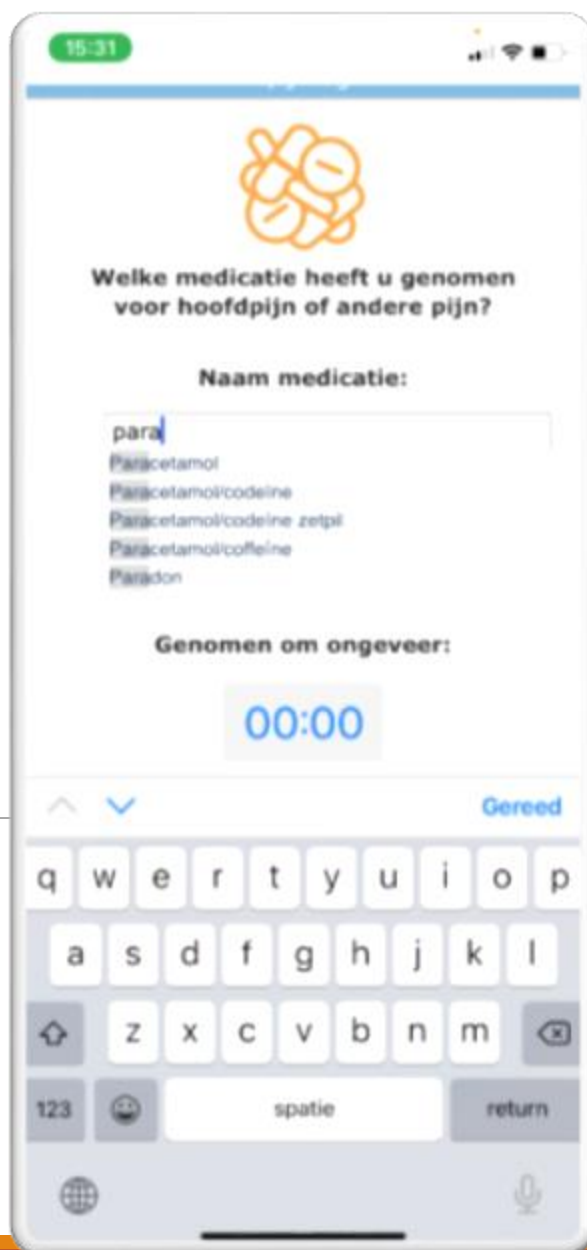 15:31
Welke medicatie heeft u genomen
voor hoofdpijn of andere pijn?
Naam medicatie:
para
Paracetamol
Paracetamol/codeine
Paracetamol/codeine zetpil
Paracetamol/coffeïne
Paradon
Genomen om ongeveer:
00:00
Gereed
q w e r t y u i o p
a s d f g h j k l
z x c v b n m
123 spatie return